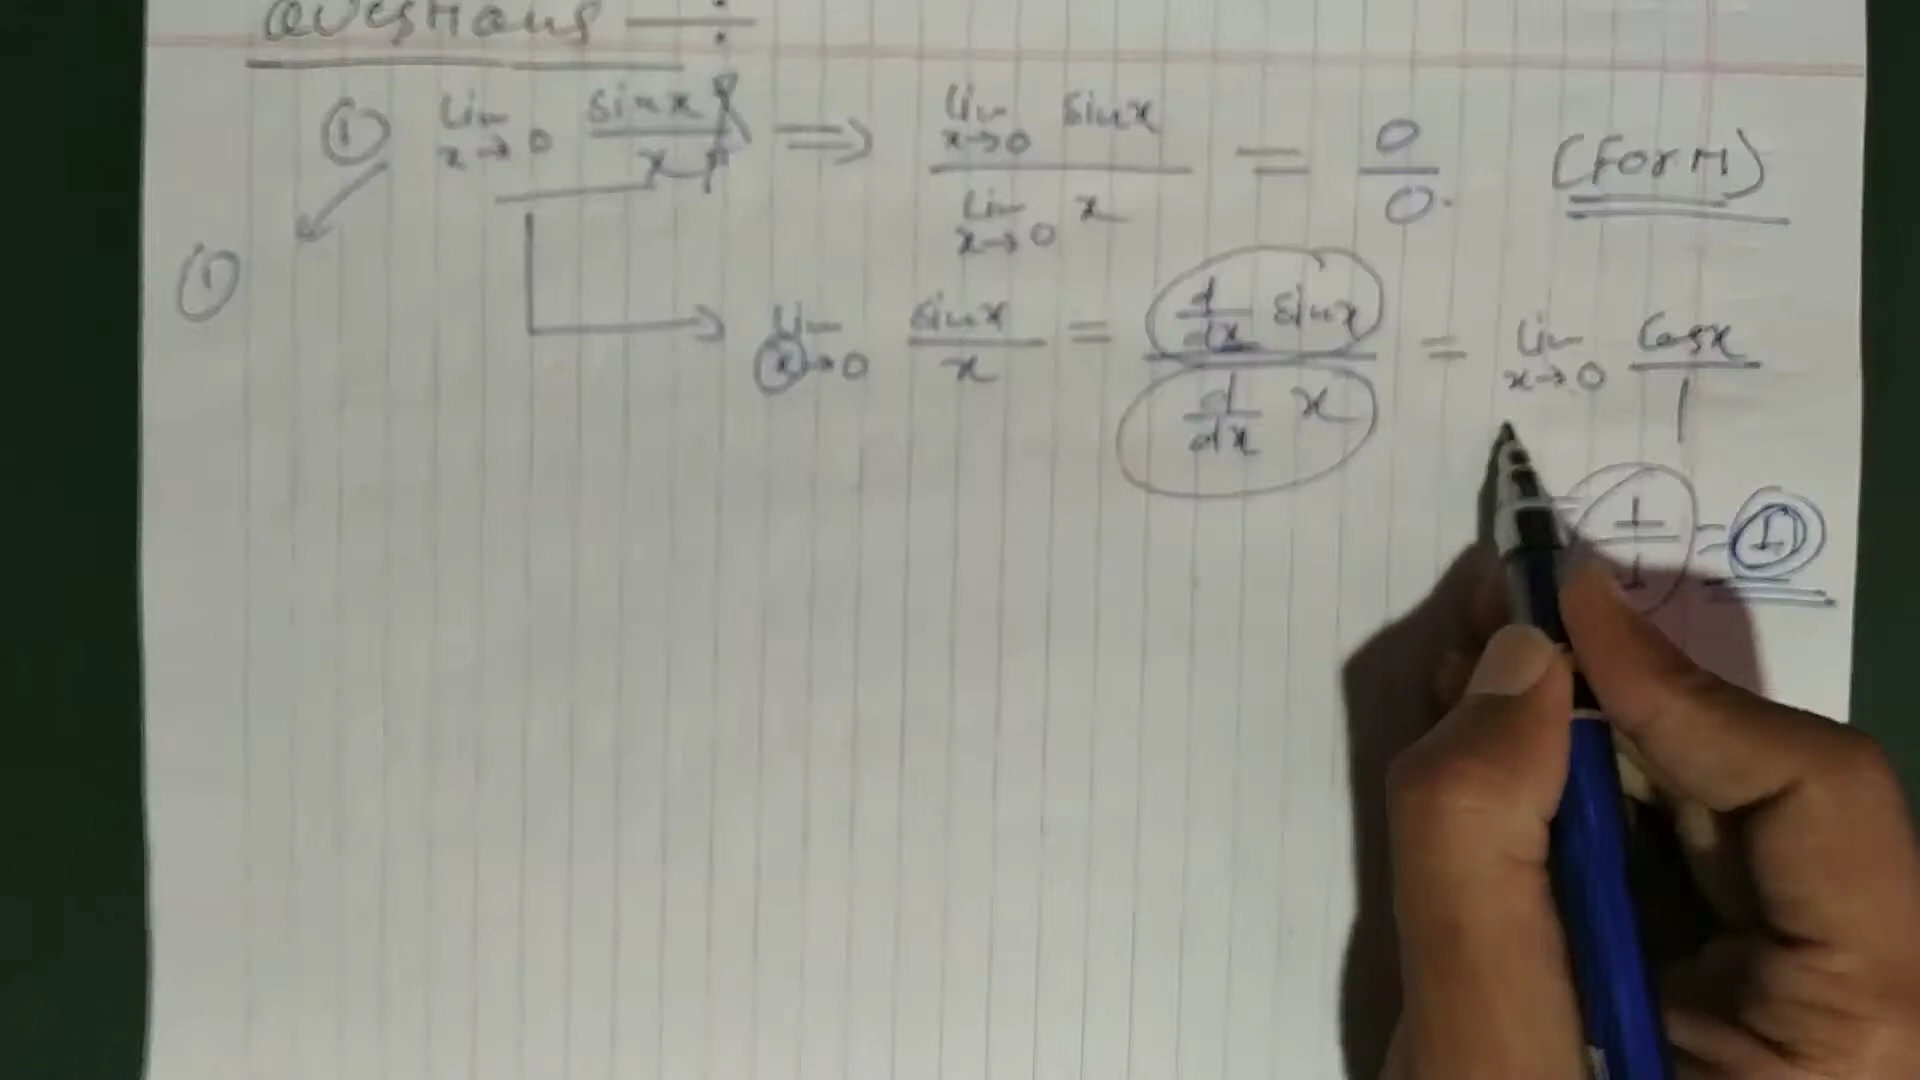 Questions ÷
① lim x→0 sinx/x ⇒ lim x→0 sinx / lim x→0 x = 0/0. (Form)
① lim x→0 sinx/x = d/dx sinx / d/dx x = lim x→0 Cosx/1
= 1/1 = 1